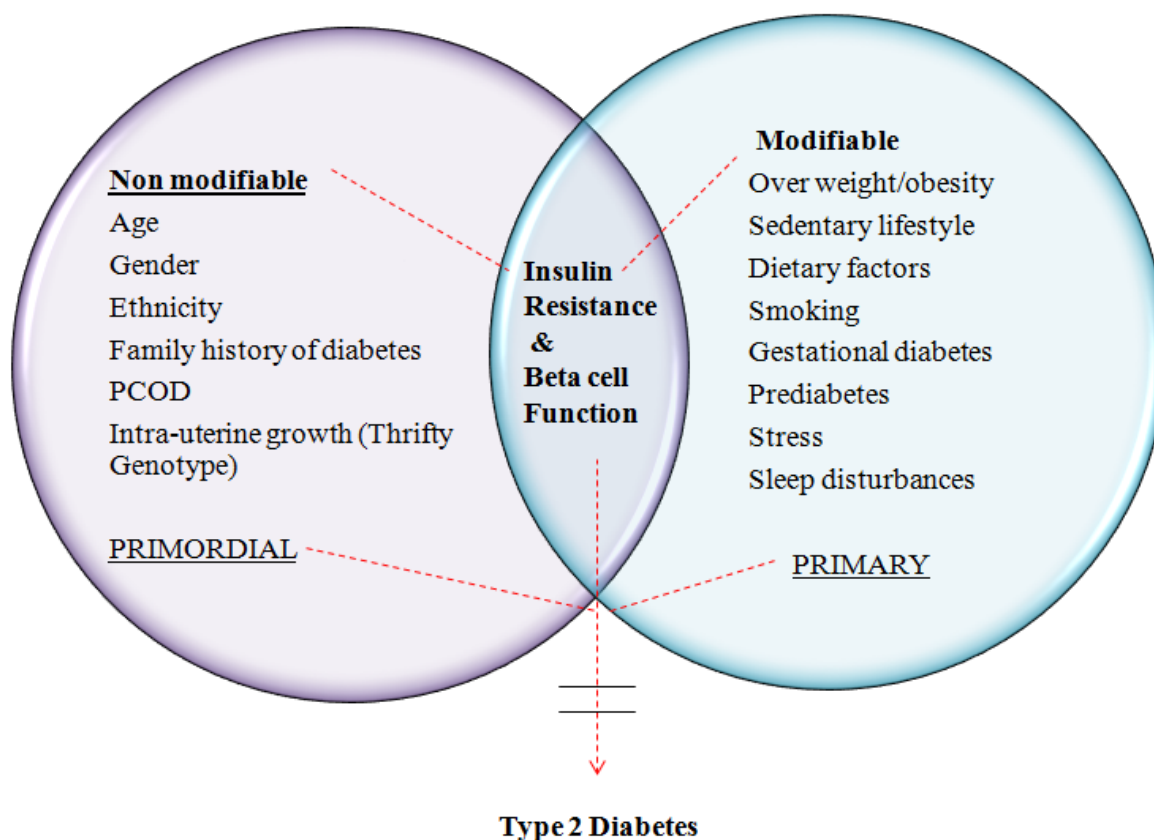 Non modifiable
Age
Gender
Ethnicity
Family history of diabetes
PCOD
Intra-uterine growth (Thrifty
Genotype)
PRIMORDIAL
Insulin
Resistance
&
Beta cell
Function
Modifiable
Over weight/obesity
Sedentary lifestyle
Dietary factors
Smoking
Gestational diabetes
Prediabetes
Stress
Sleep disturbances
PRIMARY
Type 2 Diabetes